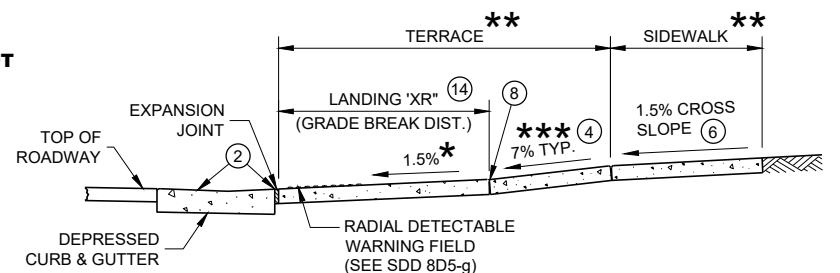 T
TERRACE **
SIDEWALK **
LANDING 'XR" 14
(GRADE BREAK DIST.)
8
EXPANSION
JOINT
*** 4
7% TYP.
1.5% CROSS
SLOPE 6
TOP OF
ROADWAY
2
1.5%*
DEPRESSED
CURB & GUTTER
RADIAL DETECTABLE
WARNING FIELD
(SEE SDD 8D5-g)